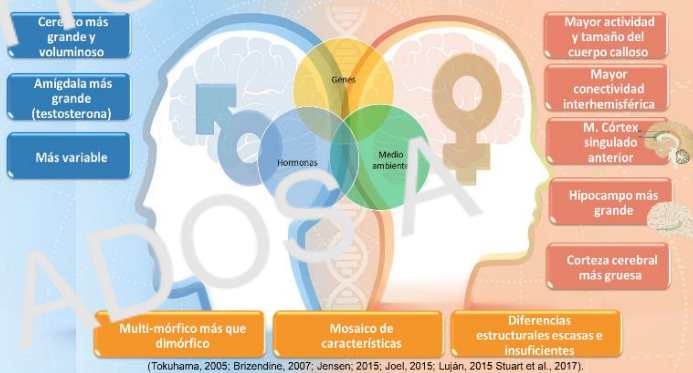 Cerebro más
grande y
voluminoso
Amígdala más
grande
(testosterona)
Más variable
Genes
Hormonas
Medio
ambiente
Mayor actividad
y tamaño del
cuerpo calloso
Mayor
conectividad
interhemisférica
M. Córtex
singulado
anterior
Hipocampo más
grande
Corteza cerebral
más gruesa
Multi-mórfico más que
dimórfico
Mosaico de
características
Diferencias
estructurales escasas e
insuficientes
(Tokuhama, 2005; Brizendine, 2007; Jensen; 2015; Joel, 2015; Luján, 2015 Stuart et al., 2017).
ADOS A